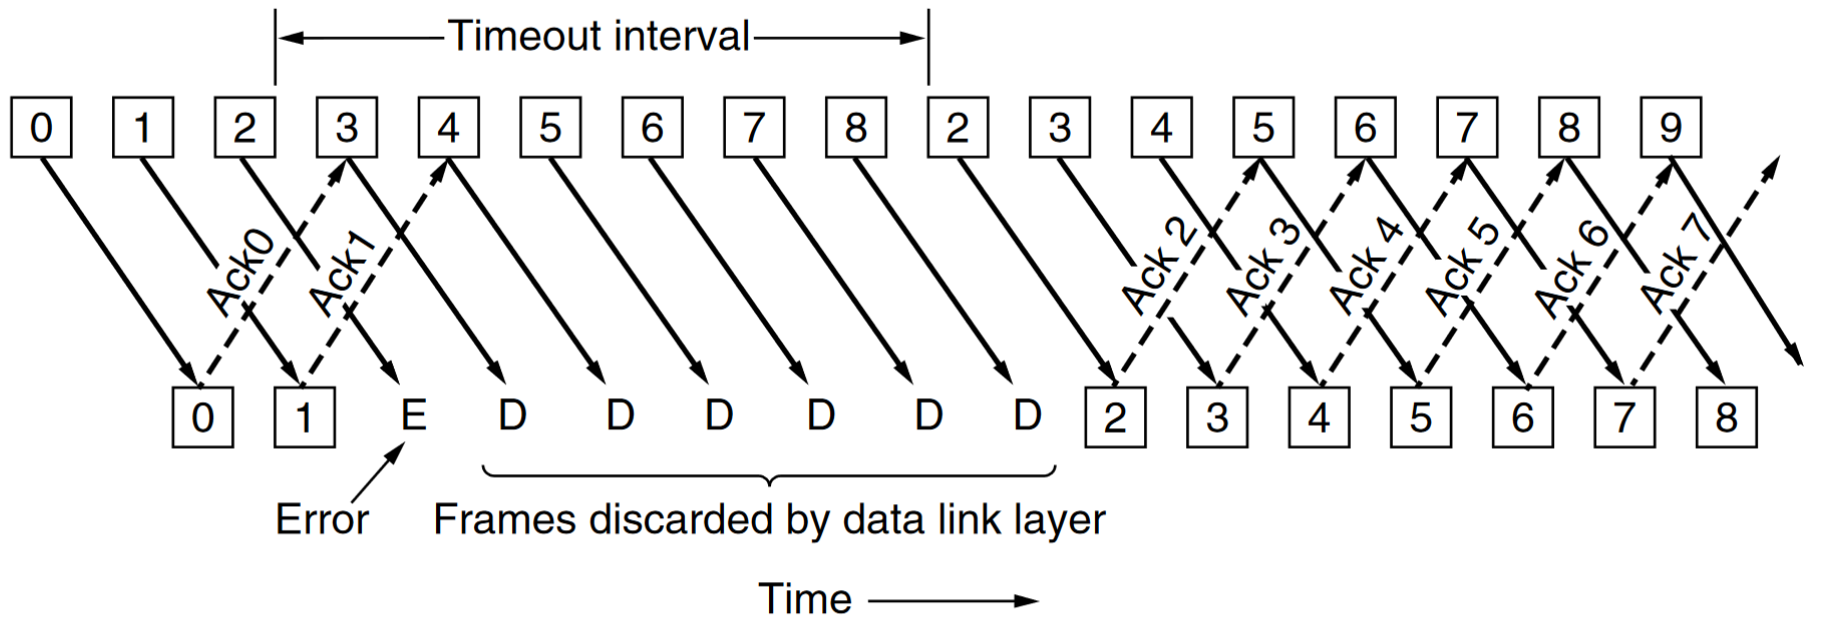 Timeout interval
0 1 2 3 4 5 6 7 8 2 3 4 5 6 7 8 9
Ack0 Ack1 Ack 2 Ack 3 Ack 4 Ack 5 Ack 6 Ack 7
0 1 E D D D D D D 2 3 4 5 6 7 8
Error Frames discarded by data link layer
Time